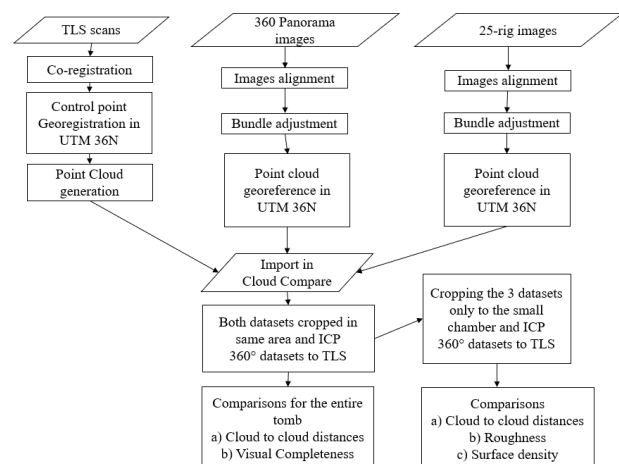 TLS scans
Co-registration
Control point
Georegistration in
UTM 36N
Point Cloud
generation
360 Panorama
images
Images alignment
Bundle adjustment
Point cloud
georeference in
UTM 36N
25-rig images
Images alignment
Bundle adjustment
Point cloud
georeference in
UTM 36N
Import in
Cloud Compare
Both datasets cropped in
same area and ICP
360° datasets to TLS
Cropping the 3 datasets
only to the small
chamber and ICP
360° datasets to TLS
Comparisons for the entire
tomb
a) Cloud to cloud distances
b) Visual Completeness
Comparisons
a) Cloud to cloud distances
b) Roughness
c) Surface density